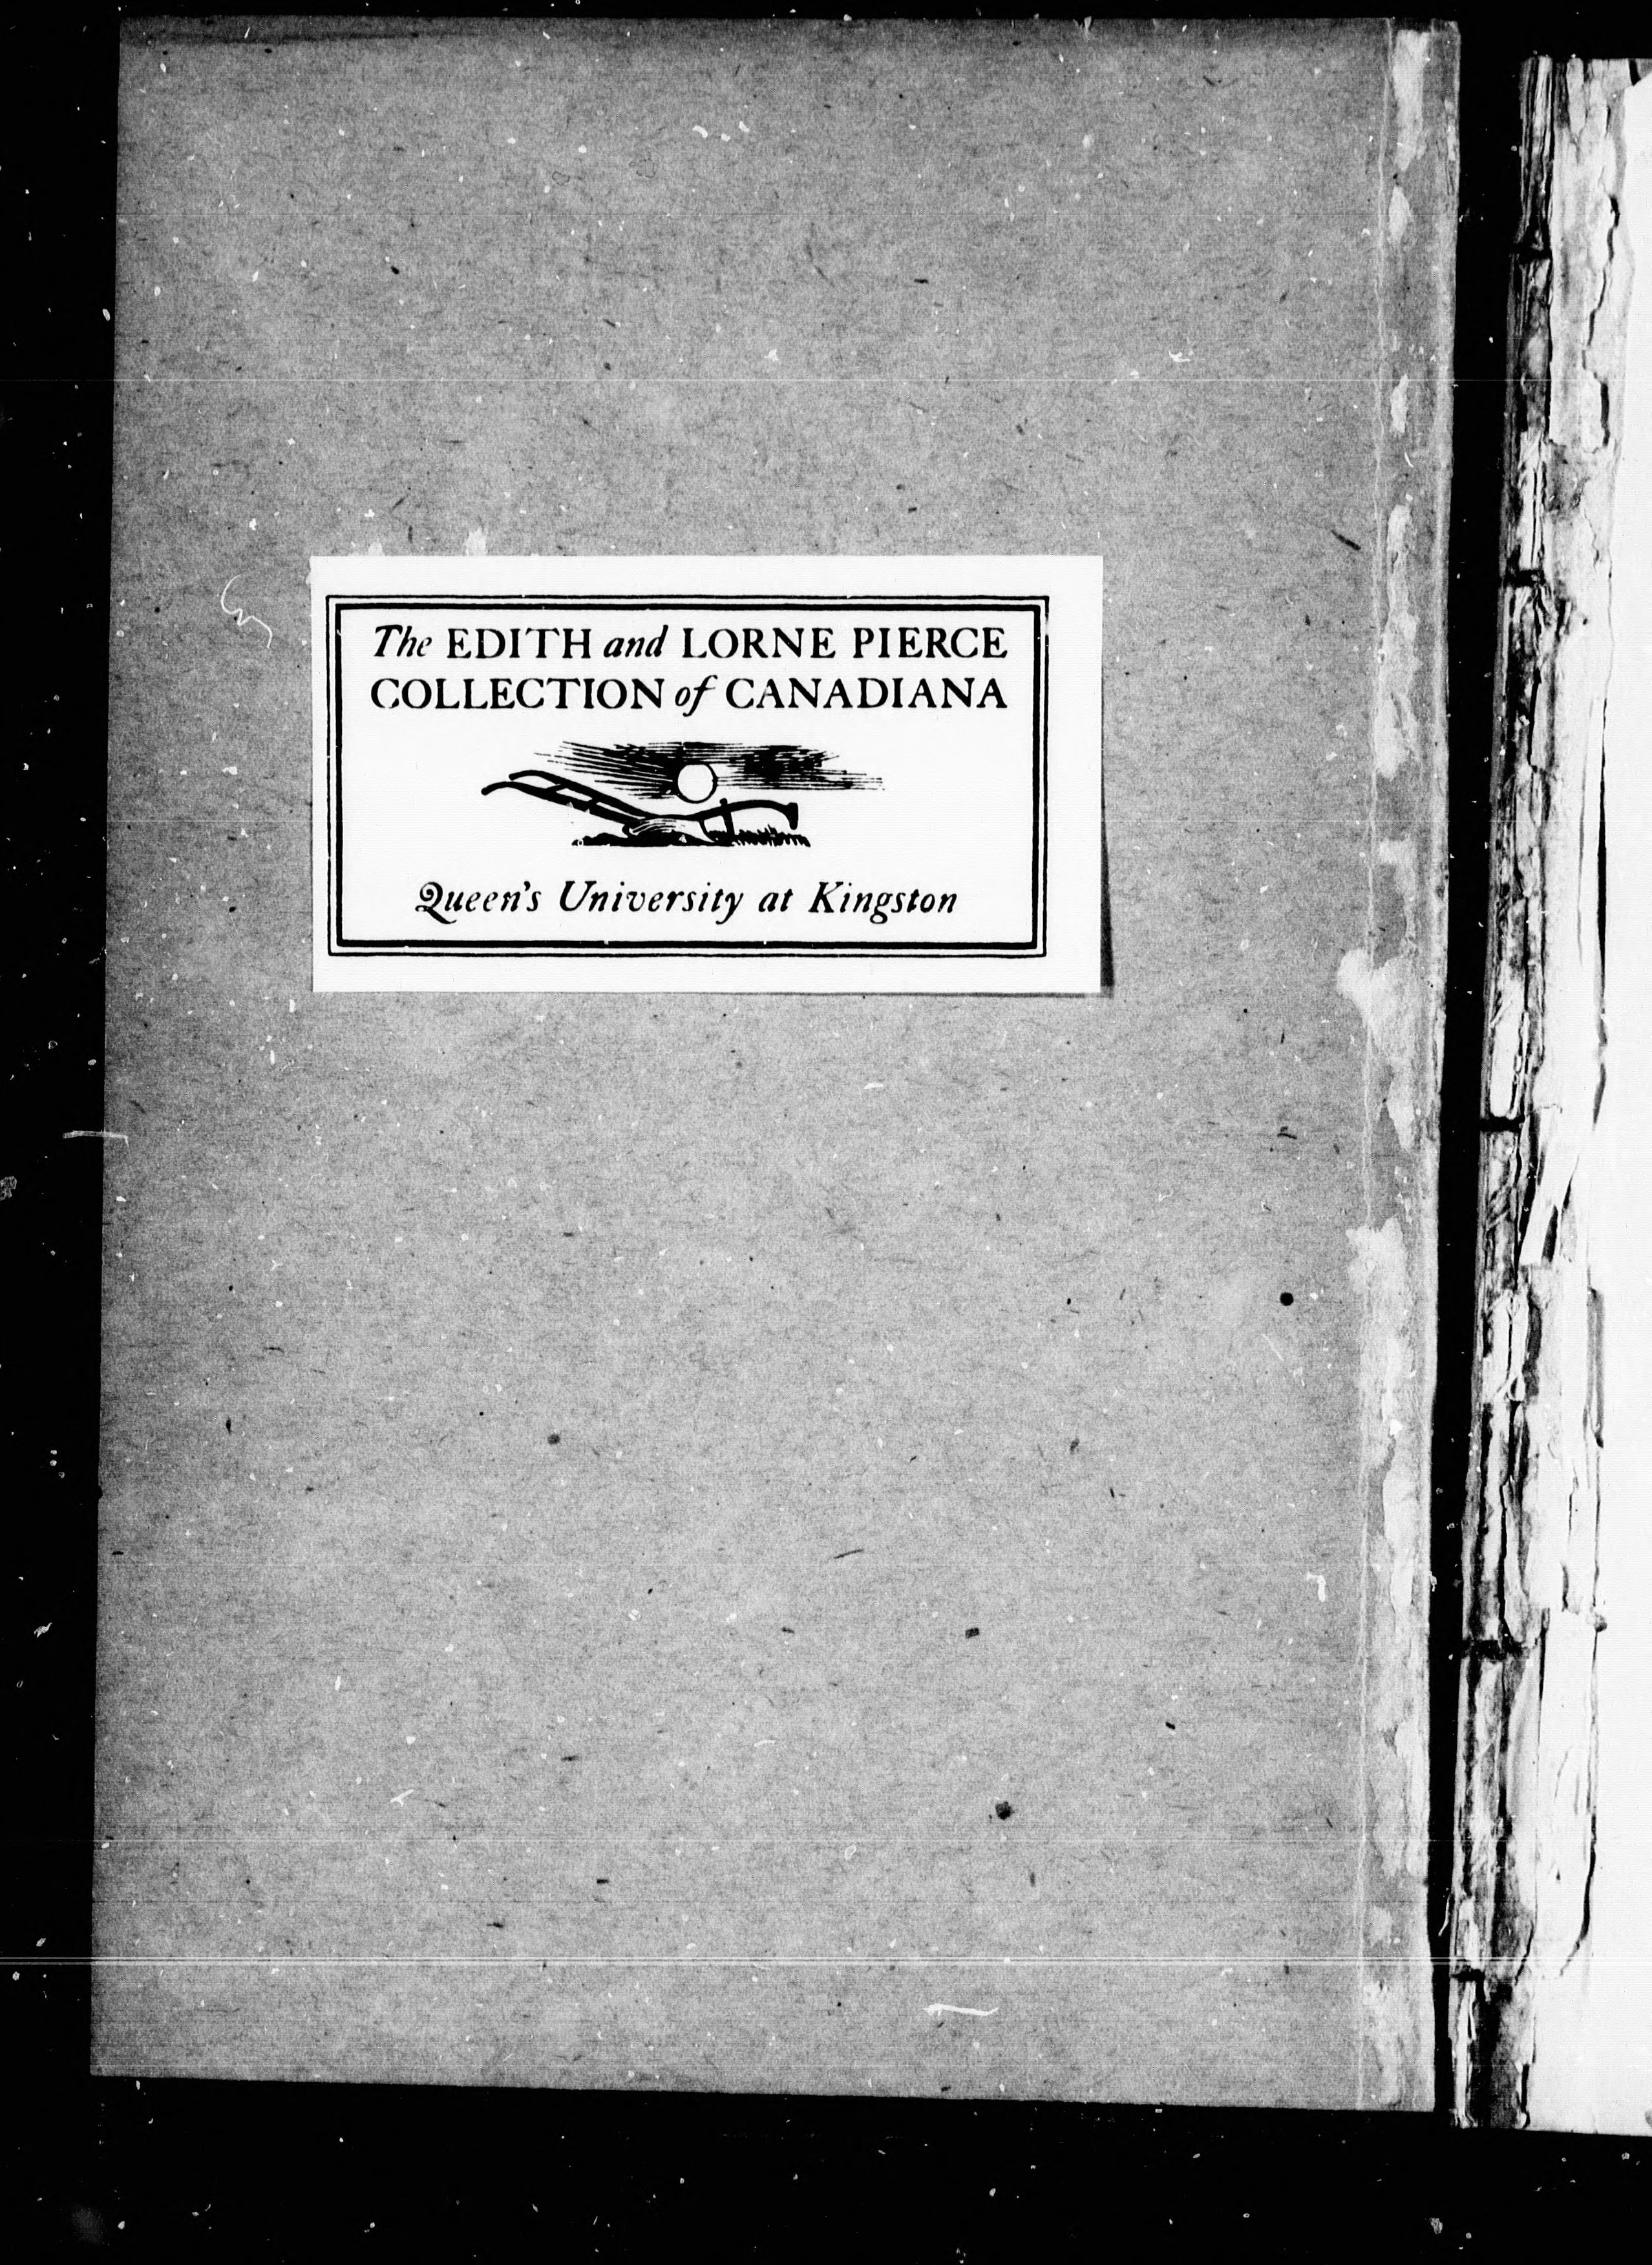 The EDITH and LORNE PIERCE
COLLECTION of CANADIANA
Queen's University at Kingston